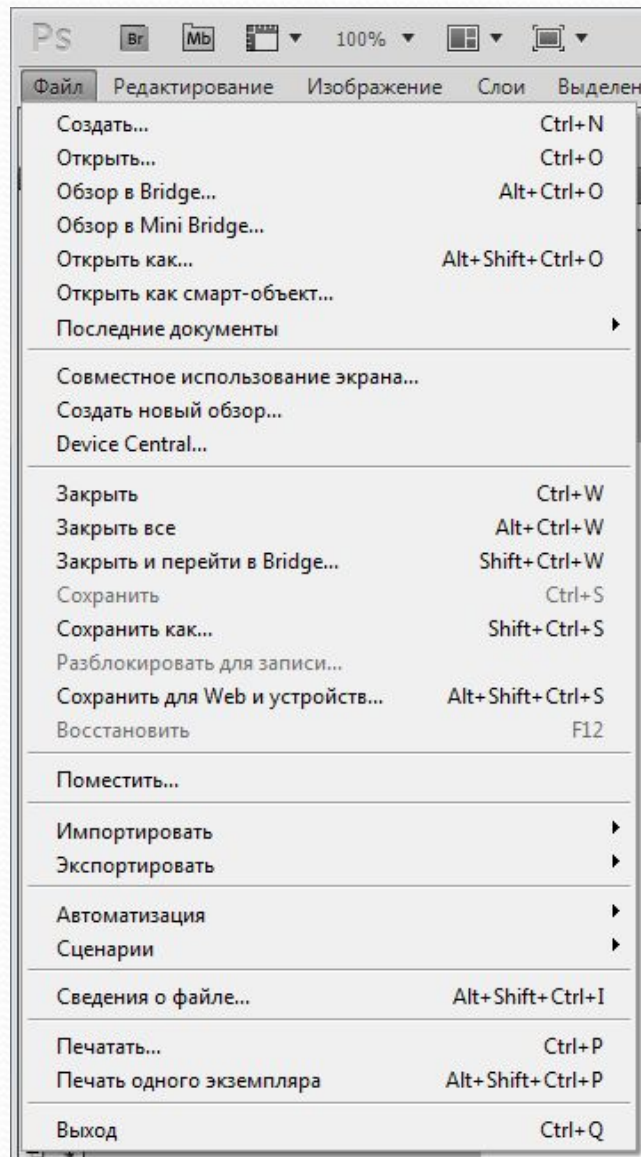 Ps Br Mb 100%
Файл Редактирование Изображение Слои Выделен
Создать... Ctrl+N
Открыть... Ctrl+O
Обзор в Bridge... Alt+Ctrl+O
Обзор в Mini Bridge...
Открыть как... Alt+Shift+Ctrl+O
Открыть как смарт-объект...
Последние документы
Совместное использование экрана...
Создать новый обзор...
Device Central...
Закрыть Ctrl+W
Закрыть все Alt+Ctrl+W
Закрыть и перейти в Bridge... Shift+Ctrl+W
Сохранить Ctrl+S
Сохранить как... Shift+Ctrl+S
Разблокировать для записи...
Сохранить для Web и устройств... Alt+Shift+Ctrl+S
Восстановить F12
Поместить...
Импортировать
Экспортировать
Автоматизация
Сценарии
Сведения о файле... Alt+Shift+Ctrl+I
Печатать... Ctrl+P
Печать одного экземпляра Alt+Shift+Ctrl+P
Выход Ctrl+Q